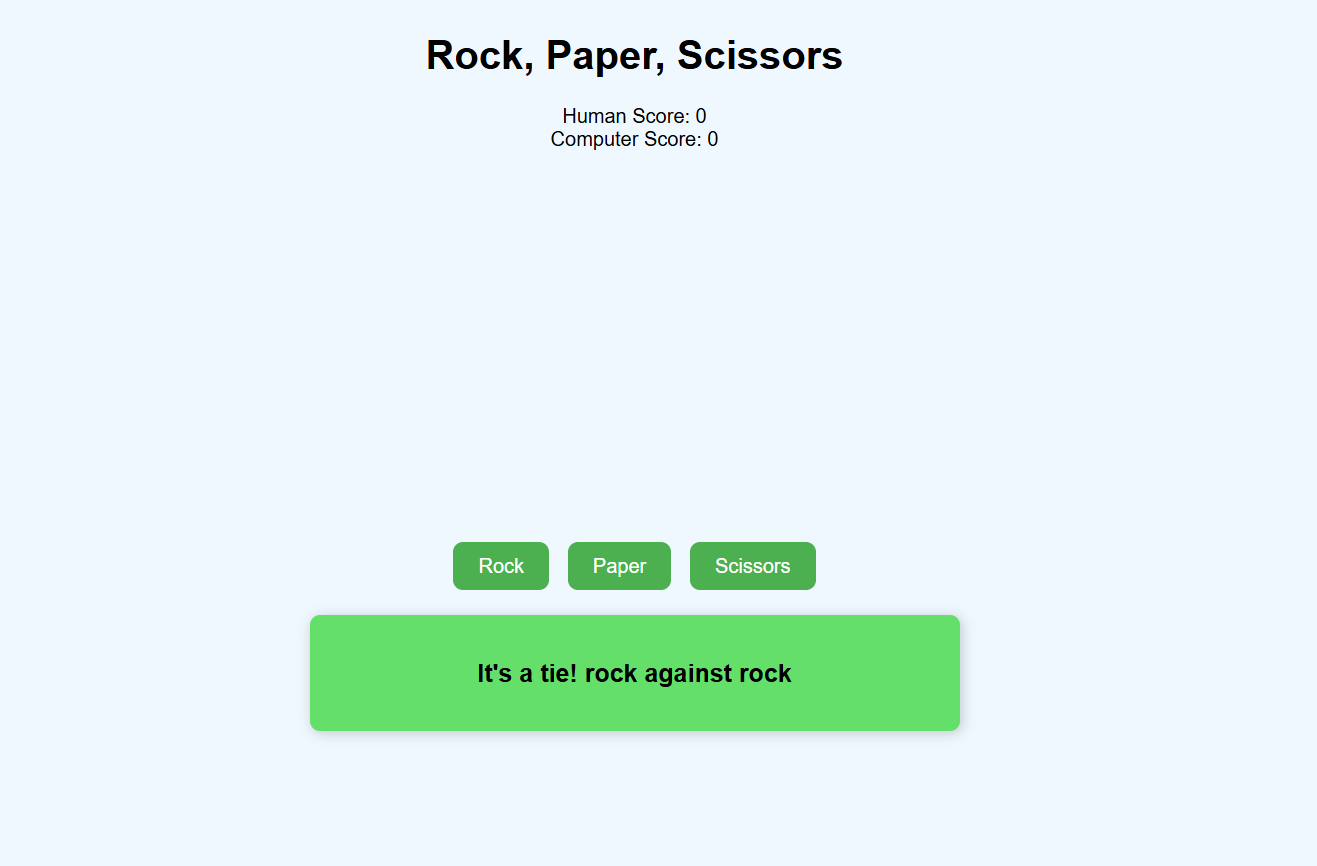 Rock, Paper, Scissors
Human Score: 0
Computer Score: 0
Rock
Paper
Scissors
It's a tie! rock against rock